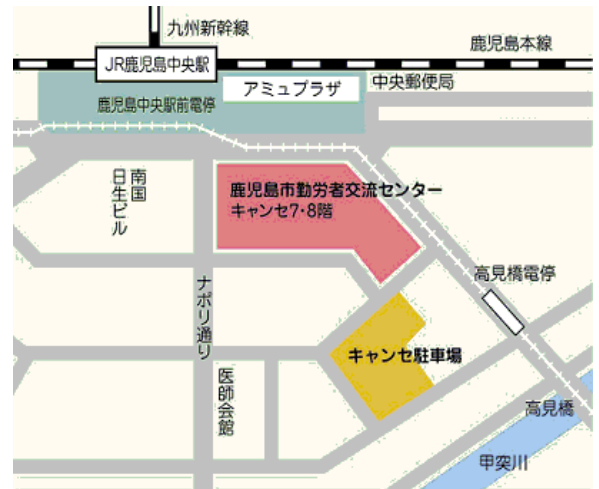 九州新幹線
鹿児島本線
JR鹿児島中央駅
アミュプラザ
中央郵便局
鹿児島中央駅前電停
南国
日生ビル
鹿児島市勤労者交流センター
キャンセ7・8階
高見橋電停
ナポリ通り
キャンセ駐車場
医師会館
高見橋
甲突川